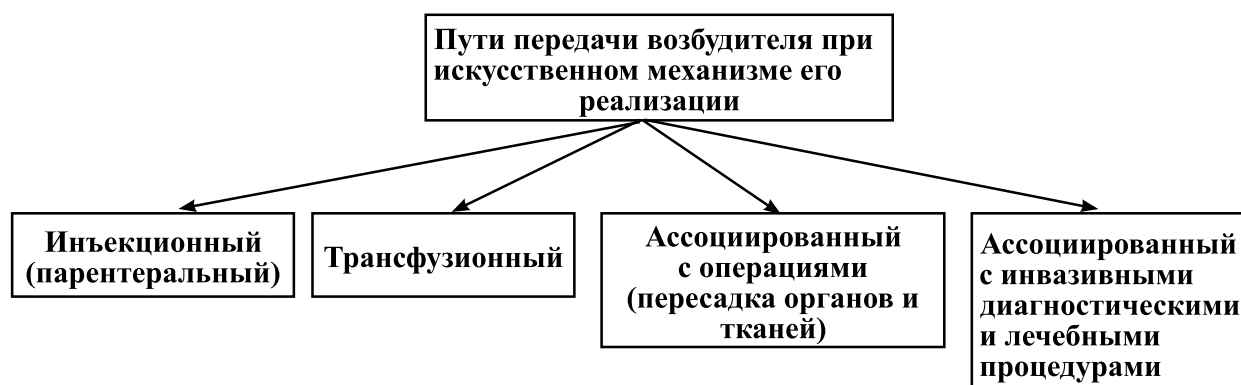 Пути передачи возбудителя при
искусственном механизме его
реализации
Инъекционный
(парентеральный)
Трансфузионный
Ассоциированный
с операциями
(пересадка органов и
тканей)
Ассоциированный
с инвазивными
диагностическими
и лечебными
процедурами